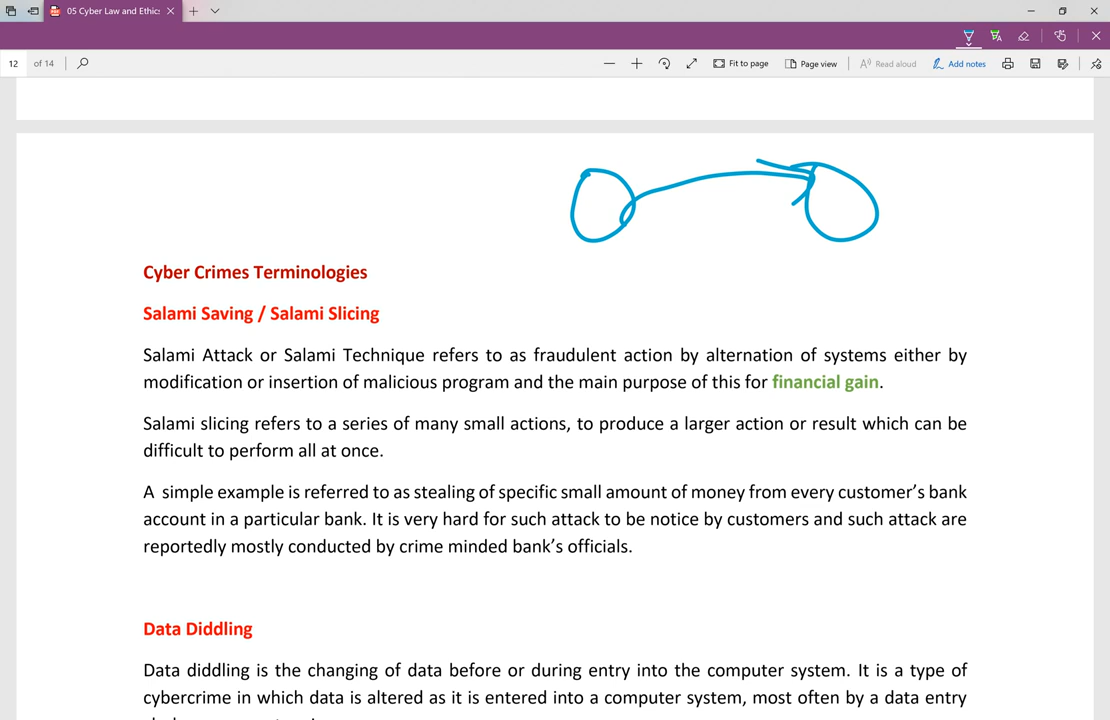 05 Cyber Law and Ethic
12 of 14 Fit to page Page view Read aloud Add notes
Cyber Crimes Terminologies
Salami Saving / Salami Slicing
Salami Attack or Salami Technique refers to as fraudulent action by alternation of systems either by
modification or insertion of malicious program and the main purpose of this for financial gain.
Salami slicing refers to a series of many small actions, to produce a larger action or result which can be
difficult to perform all at once.
A simple example is referred to as stealing of specific small amount of money from every customer's bank
account in a particular bank. It is very hard for such attack to be notice by customers and such attack are
reportedly mostly conducted by crime minded bank's officials.
Data Diddling
Data diddling is the changing of data before or during entry into the computer system. It is a type of
cybercrime in which data is altered as it is entered into a computer system, most often by a data entry